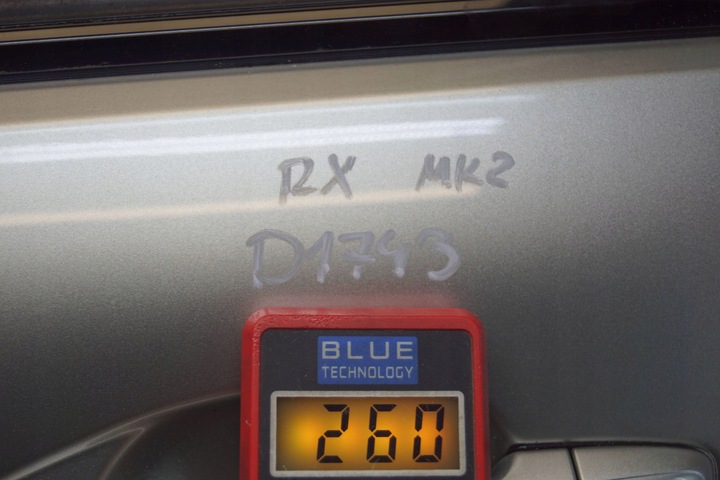 RX MK2
D1743
BLUE
TECHNOLOGY
260